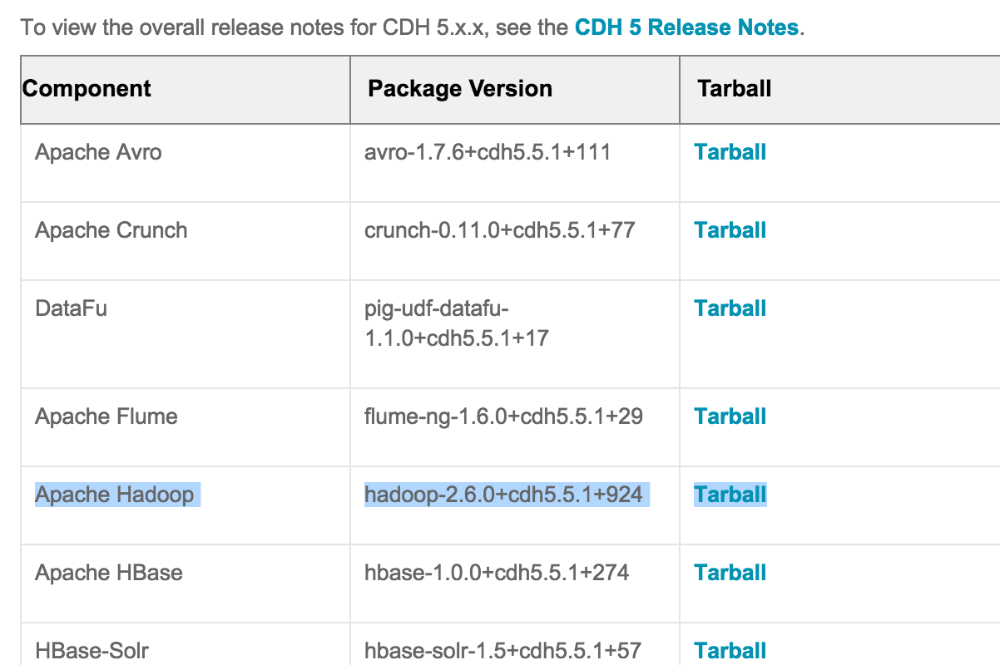 To view the overall release notes for CDH 5.x.x, see the CDH 5 Release Notes.
Component Package Version Tarball
Apache Avro avro-1.7.6+cdh5.5.1+111 Tarball
Apache Crunch crunch-0.11.0+cdh5.5.1+77 Tarball
DataFu pig-udf-datafu- Tarball
1.1.0+cdh5.5.1+17
Apache Flume flume-ng-1.6.0+cdh5.5.1+29 Tarball
Apache Hadoop hadoop-2.6.0+cdh5.5.1+924 Tarball
Apache HBase hbase-1.0.0+cdh5.5.1+274 Tarball
HBase-Solr hbase-solr-1.5+cdh5.5.1+57 Tarball